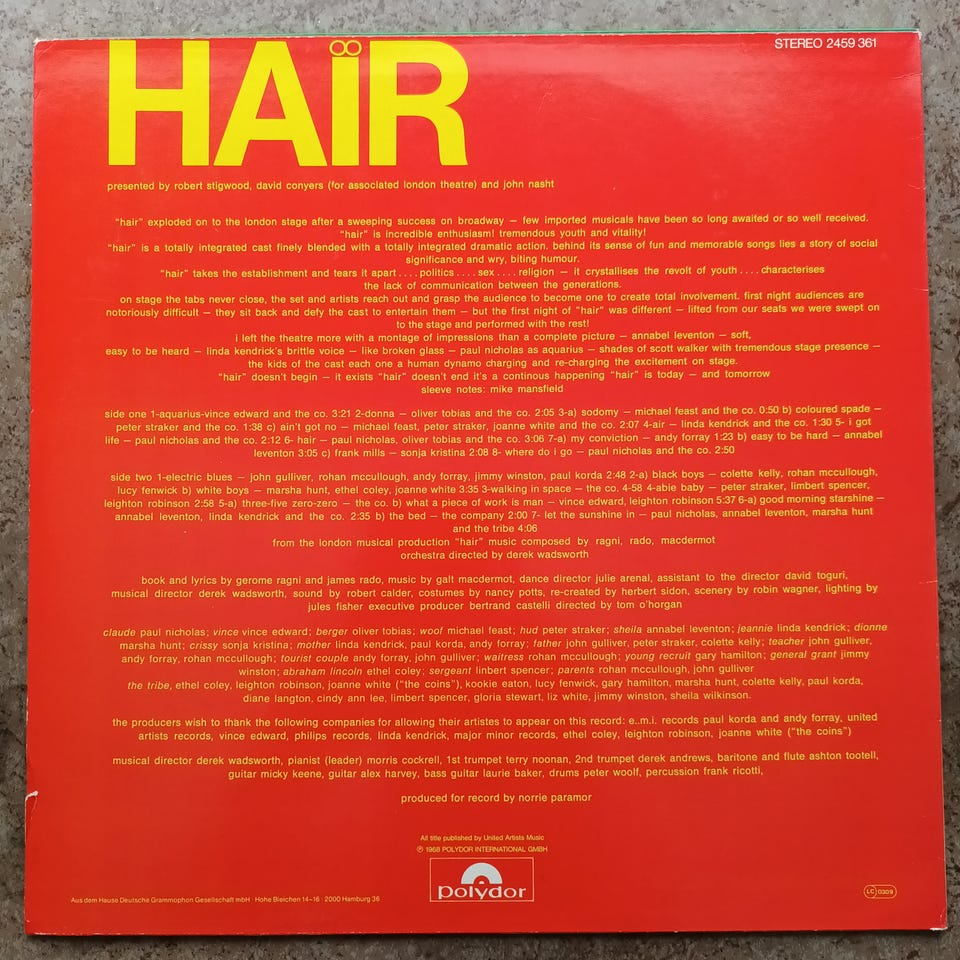 HAïR
STEREO 2459 361
presented by robert stigwood, david conyers (for associated london theatre) and john nasht
"hair" exploded on to the london stage after a sweeping success on broadway — few imported musicals have been so long awaited or so well received.
"hair" is incredible enthusiasm! tremendous youth and vitality!
"hair" is a totally integrated cast finely blended with a totally integrated dramatic action. behind its sense of fun and memorable songs lies a story of social
significance and wry, biting humour.
"hair" takes the establishment and tears it apart . . . . politics . . . . sex . . . . religion — it crystallises the revolt of youth . . . . characterises
the lack of communication between the generations.
on stage the tabs never close, the set and artists reach out and grasp the audience to become one to create total involvement. first night audiences are
notoriously difficult — they sit back and defy the cast to entertain them — but the first night of "hair" was different — lifted from our seats we were swept on
to the stage and performed with the rest!
i left the theatre more with a montage of impressions than a complete picture — annabel leventon — soft,
easy to be heard — linda kendrick's brittle voice — like broken glass — paul nicholas as aquarius — shades of scott walker with tremendous stage presence —
the kids of the cast each one a human dynamo charging and re-charging the excitement on stage.
"hair" doesn't begin — it exists "hair" doesn't end it's a continous happening "hair" is today — and tomorrow
sleeve notes: mike mansfield
side one 1-aquarius-vince edward and the co. 3:21 2-donna — oliver tobias and the co. 2:05 3-a) sodomy — michael feast and the co. 0:50 b) coloured spade —
peter straker and the co. 1:38 c) ain't got no — michael feast, peter straker, joanne white and the co. 2:07 4-air — linda kendrick and the co. 1:30 5- i got
life — paul nicholas and the co. 2:12 6- hair — paul nicholas, oliver tobias and the co. 3:06 7-a) my conviction — andy forray 1:23 b) easy to be hard — annabel
leventon 3:05 c) frank mills — sonja kristina 2:08 8- where do i go — paul nicholas and the co. 2:50
side two 1-electric blues — john gulliver, rohan mccullough, andy forray, jimmy winston, paul korda 2:48 2-a) black boys — colette kelly, rohan mccullough,
lucy fenwick b) white boys — marsha hunt, ethel coley, joanne white 3:35 3-walking in space — the co. 4-58 4-abie baby — peter straker, limbert spencer,
leighton robinson 2:58 5-a) three-five zero-zero — the co. b) what a piece of work is man — vince edward, leighton robinson 5:37 6-a) good morning starshine —
annabel leventon, linda kendrick and the co. 2:35 b) the bed — the company 2:00 7- let the sunshine in — paul nicholas, annabel leventon, marsha hunt
and the tribe 4:06
from the london musical production "hair" music composed by ragni, rado, macdermot
orchestra directed by derek wadsworth
book and lyrics by gerome ragni and james rado, music by galt macdermot, dance director julie arenal, assistant to the director david toguri,
musical director derek wadsworth, sound by robert calder, costumes by nancy potts, re-created by herbert sidon, scenery by robin wagner, lighting by
jules fisher executive producer bertrand castelli directed by tom o'horgan
claude paul nicholas; vince vince edward; berger oliver tobias; woof michael feast; hud peter straker; sheila annabel leventon; jeannie linda kendrick; dionne
marsha hunt; crissy sonja kristina; mother linda kendrick, paul korda, andy forray; father john gulliver, peter straker, colette kelly; teacher john gulliver,
andy forray, rohan mccullough; tourist couple andy forray, john gulliver; waitress rohan mccullough; young recruit gary hamilton; general grant jimmy
winston; abraham lincoln ethel coley; sergeant linbert spencer; parents rohan mccullough, john gulliver
the tribe, ethel coley, leighton robinson, joanne white ("the coins"), kookie eaton, lucy fenwick, gary hamilton, marsha hunt, colette kelly, paul korda,
diane langton, cindy ann lee, limbert spencer, gloria stewart, liz white, jimmy winston, sheila wilkinson.
the producers wish to thank the following companies for allowing their artistes to appear on this record: e..m.i. records paul korda and andy forray, united
artists records, vince edward, philips records, linda kendrick, major minor records, ethel coley, leighton robinson, joanne white ("the coins")
musical director derek wadsworth, pianist (leader) morris cockrell, 1st trumpet terry noonan, 2nd trumpet derek andrews, baritone and flute ashton tootell,
guitar micky keene, guitar alex harvey, bass guitar laurie baker, drums peter woolf, percussion frank ricotti,
produced for record by norrie paramor
All title published by United Artists Music
℗ 1968 POLYDOR INTERNATIONAL GMBH
polydor
Aus dem Hause Deutsche Grammophon Gesellschaft mbH · Hohe Bleichen 14–16 · 2000 Hamburg 36
LC 0309